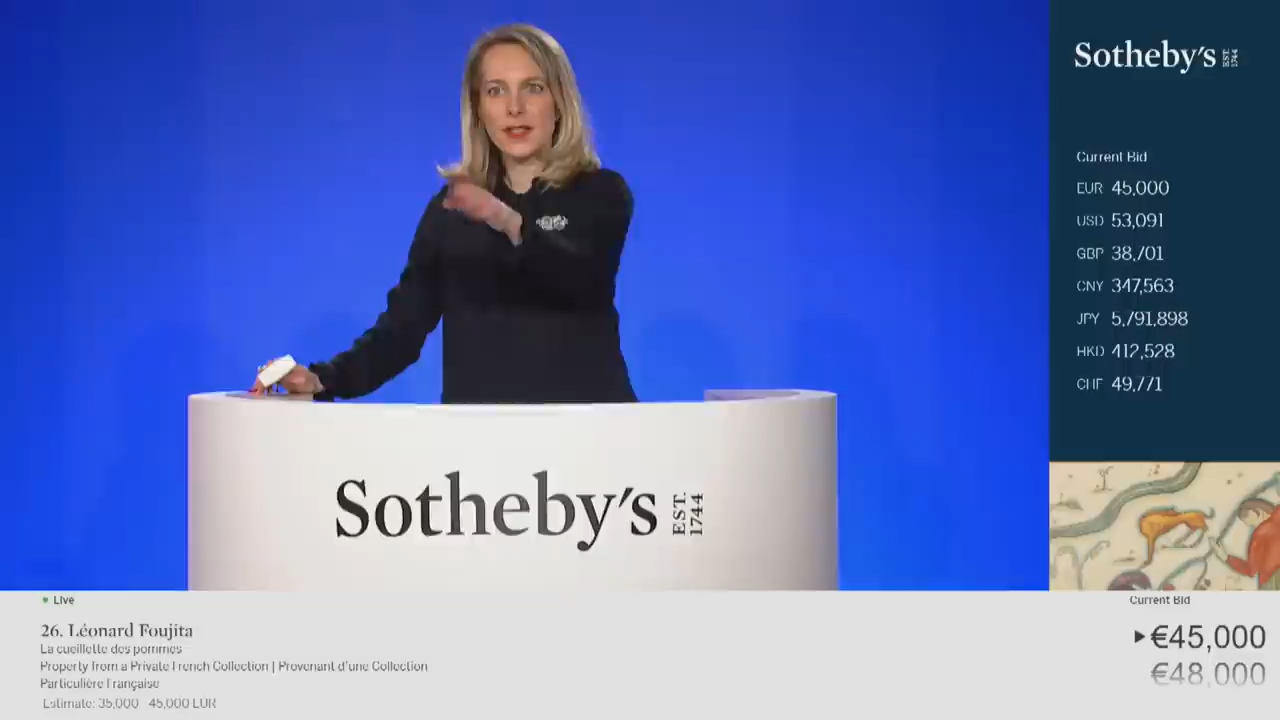 Sotheby's EST. 1744
Current Bid
EUR 45,000
USD 53,091
GBP 38,701
CNY 347,563
JPY 5,791,898
HKD 412,528
CHF 49,771
Sotheby's EST. 1744
Live
26. Léonard Foujita
La cueillette des pommes
Property from a Private French Collection | Provenant d'une Collection
Particulière Française
Estimate: 35,000 - 45,000 EUR
Current Bid
€45,000
€48,000